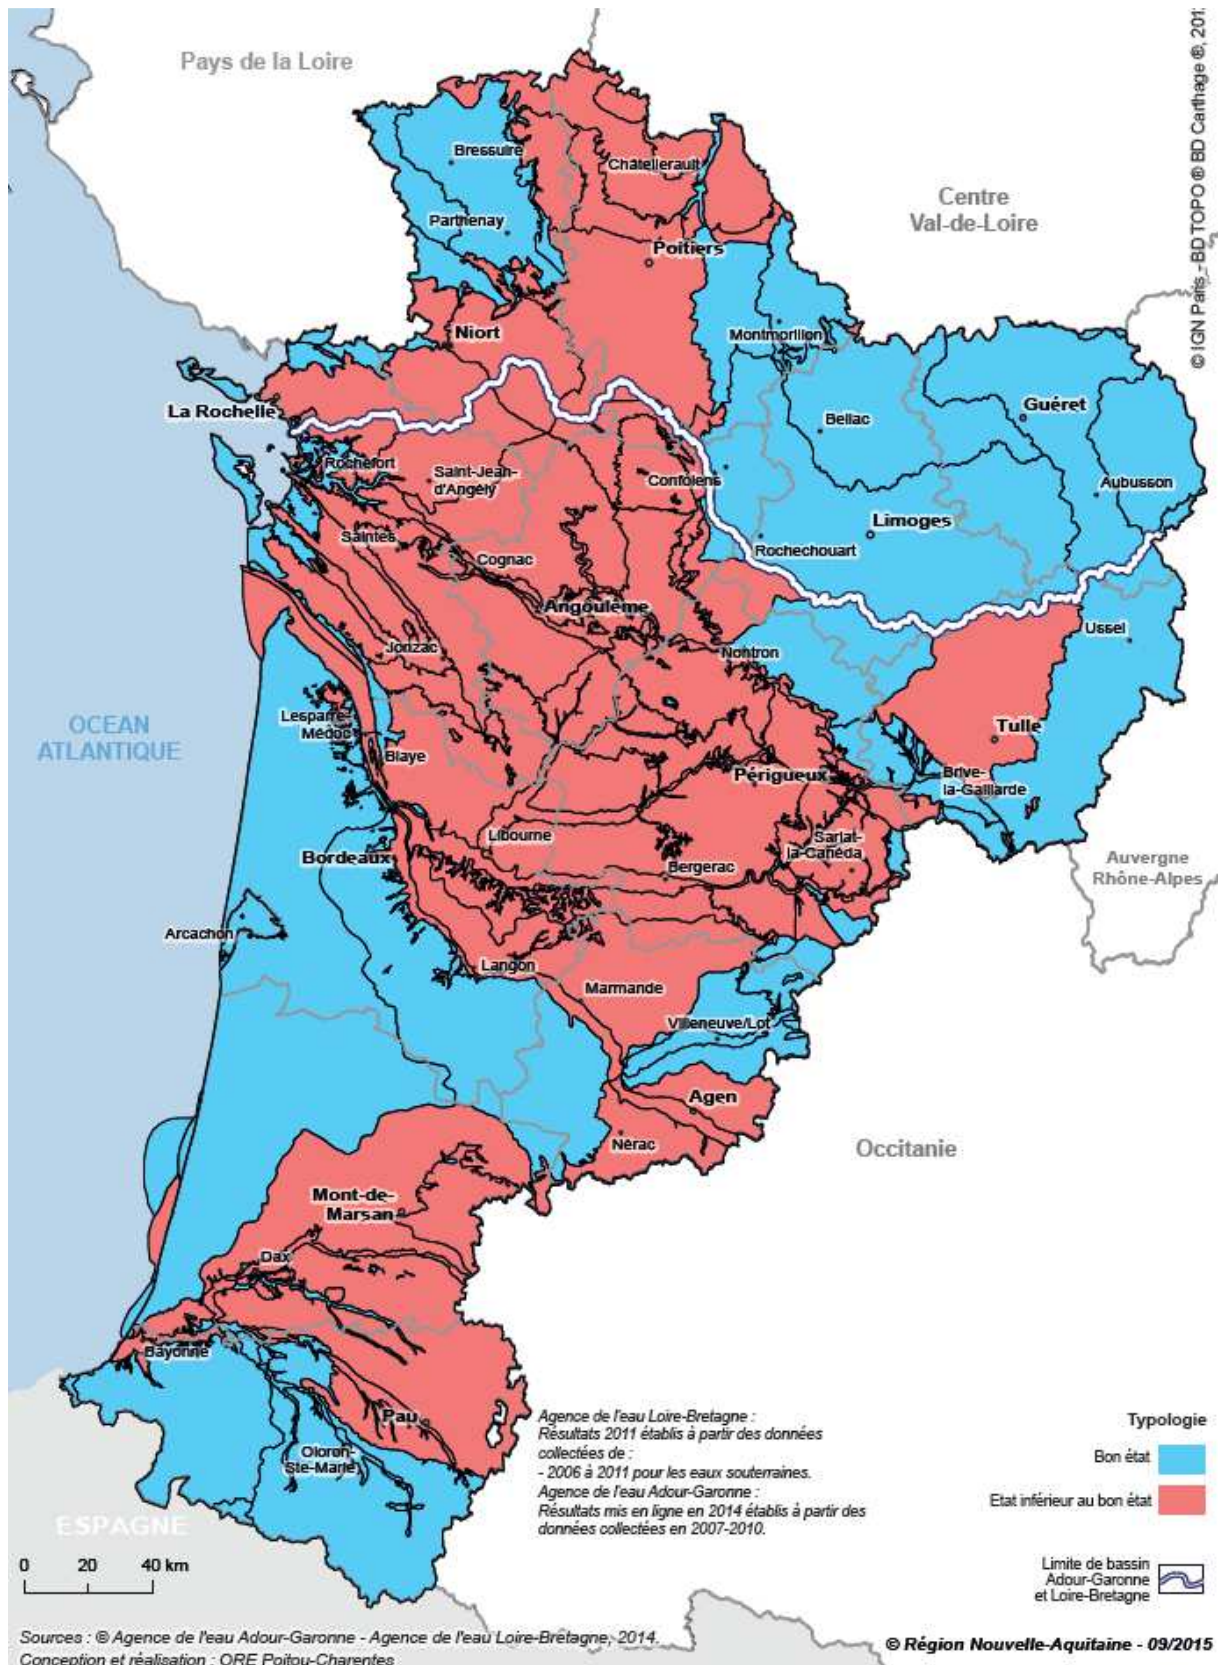 Pays de la Loire
© IGN Paris - BD TOPO ® BD Carthage ®, 201
Bressuire
Châtellerault
Centre
Val-de-Loire
Parthenay
Poitiers
Niort
Montmorillon
La Rochelle
Bellac
Guéret
Rochefort
Saint-Jean-
d'Angély
Confolens
Aubusson
Limoges
Saintes
Cognac
Rochechouart
Angoulême
Ussel
Jonzac
Nontron
OCEAN
ATLANTIQUE
Lesparre-
Médoc
Blaye
Tulle
Périgueux
Brive-
la-Gaillarde
Libourne
Sarlat-
la-Canéda
Bordeaux
Bergerac
Auvergne
Rhône-Alpes
Arcachon
Langon
Marmande
Villeneuve/Lot
Agen
Nérac
Occitanie
Mont-de-
Marsan
Dax
Bayonne
Pau
Oloron-
Ste-Marie
ESPAGNE
0 20 40 km
Agence de l'eau Loire-Bretagne :
Résultats 2011 établis à partir des données
collectées de :
- 2006 à 2011 pour les eaux souterraines.
Agence de l'eau Adour-Garonne :
Résultats mis en ligne en 2014 établis à partir des
données collectées en 2007-2010.
Typologie
Bon état
Etat inférieur au bon état
Limite de bassin
Adour-Garonne
et Loire-Bretagne
Sources : © Agence de l'eau Adour-Garonne - Agence de l'eau Loire-Bretagne, 2014.
Conception et réalisation : ORE Poitou-Charentes
© Région Nouvelle-Aquitaine - 09/2015